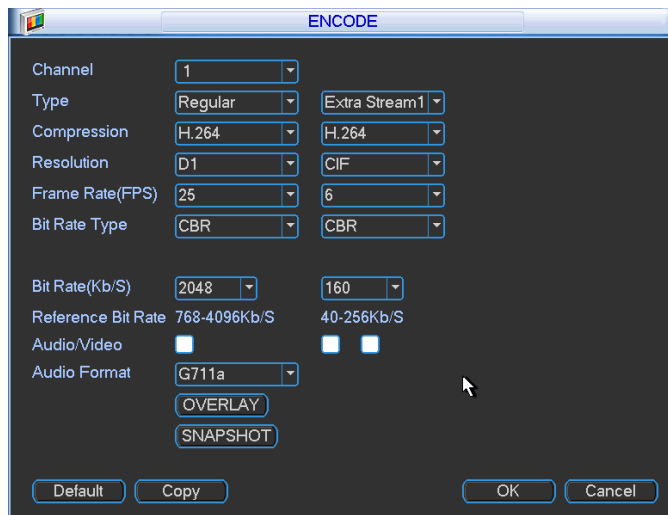 ENCODE
Channel 1
Type Regular Extra Stream1
Compression H.264 H.264
Resolution D1 CIF
Frame Rate(FPS) 25 6
Bit Rate Type CBR CBR
Bit Rate(Kb/S) 2048 160
Reference Bit Rate 768-4096Kb/S 40-256Kb/S
Audio/Video
Audio Format G711a
OVERLAY
SNAPSHOT
Default Copy OK Cancel